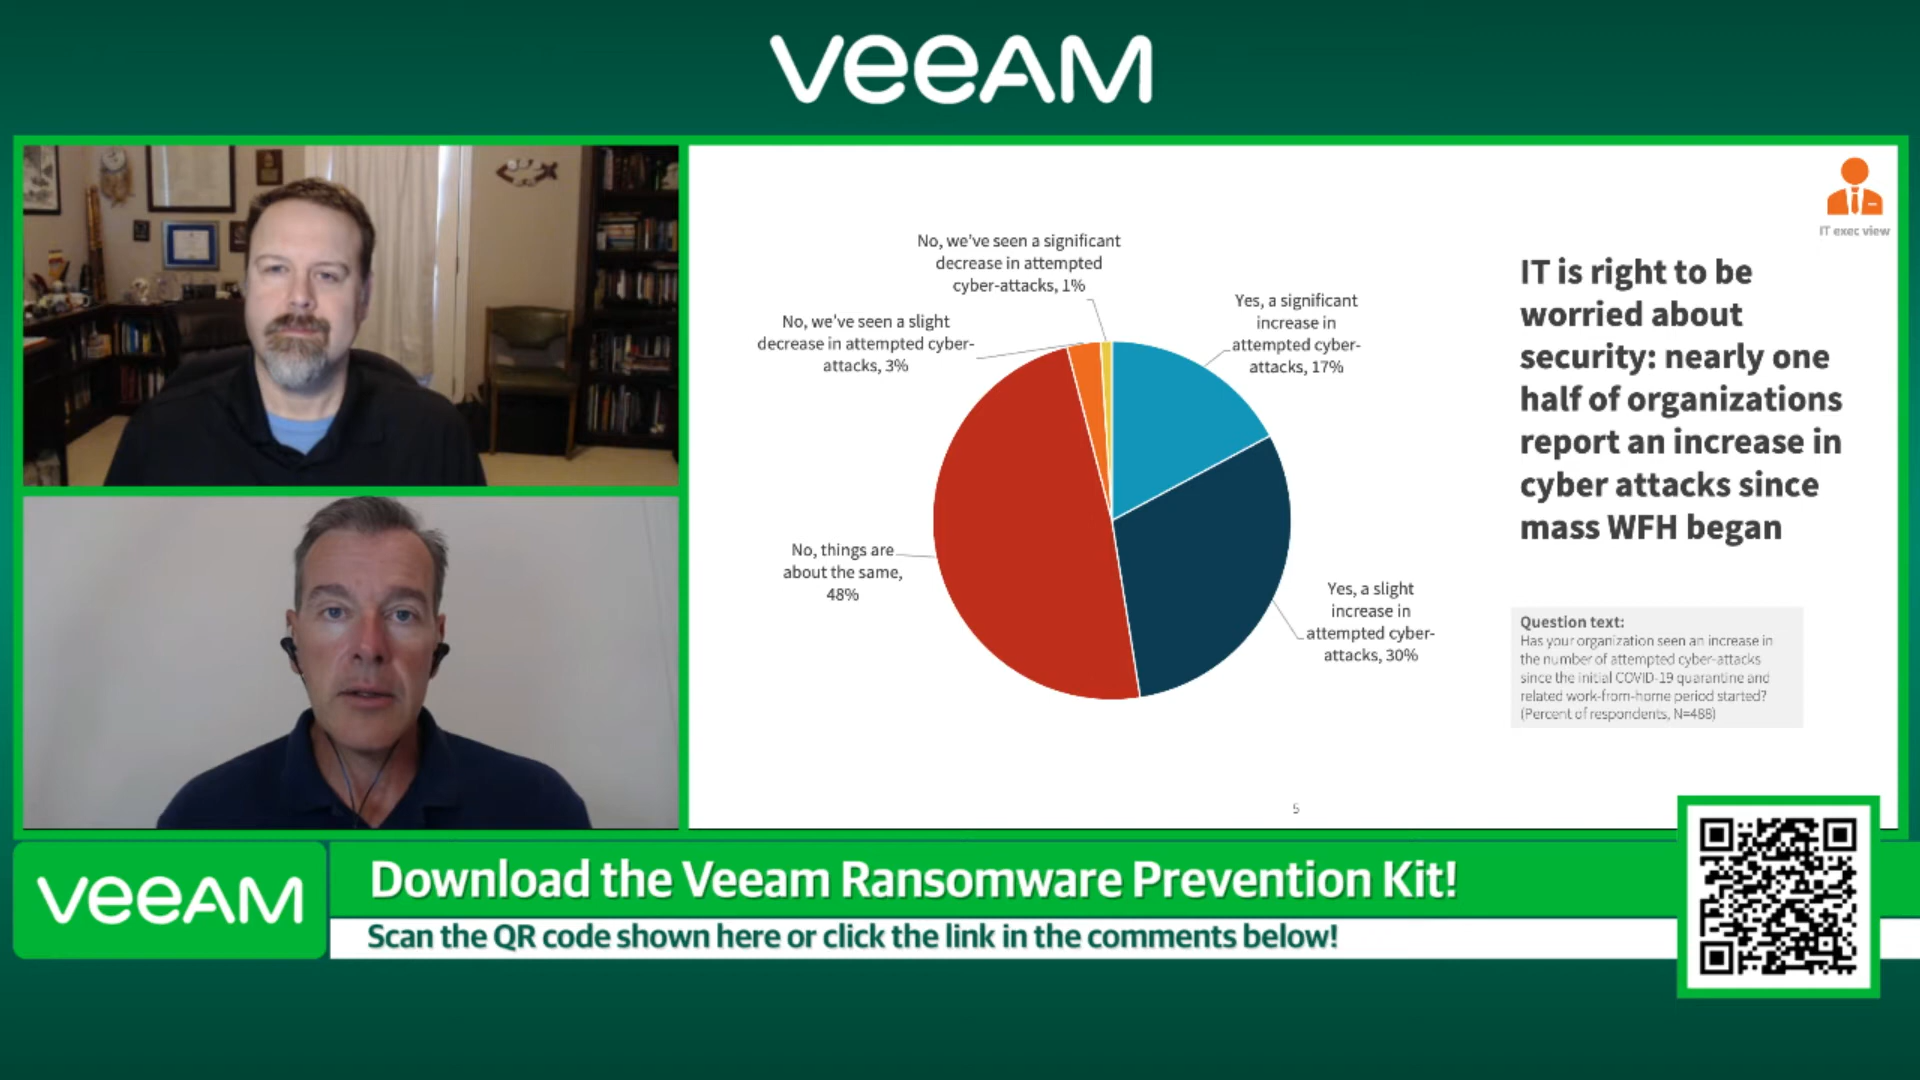 veeAM
No, we've seen a significant
decrease in attempted
cyber-attacks, 1%
No, we've seen a slight
decrease in attempted cyber-
attacks, 3%
Yes, a significant
increase in
attempted cyber-
attacks, 17%
No, things are
about the same,
48%
Yes, a slight
increase in
attempted cyber-
attacks, 30%
5
IT exec view
IT is right to be
worried about
security: nearly one
half of organizations
report an increase in
cyber attacks since
mass WFH began
Question text:
Has your organization seen an increase in
the number of attempted cyber-attacks
since the initial COVID-19 quarantine and
related work-from-home period started?
(Percent of respondents, N=488)
veeAM
Download the Veeam Ransomware Prevention Kit!
Scan the QR code shown here or click the link in the comments below!